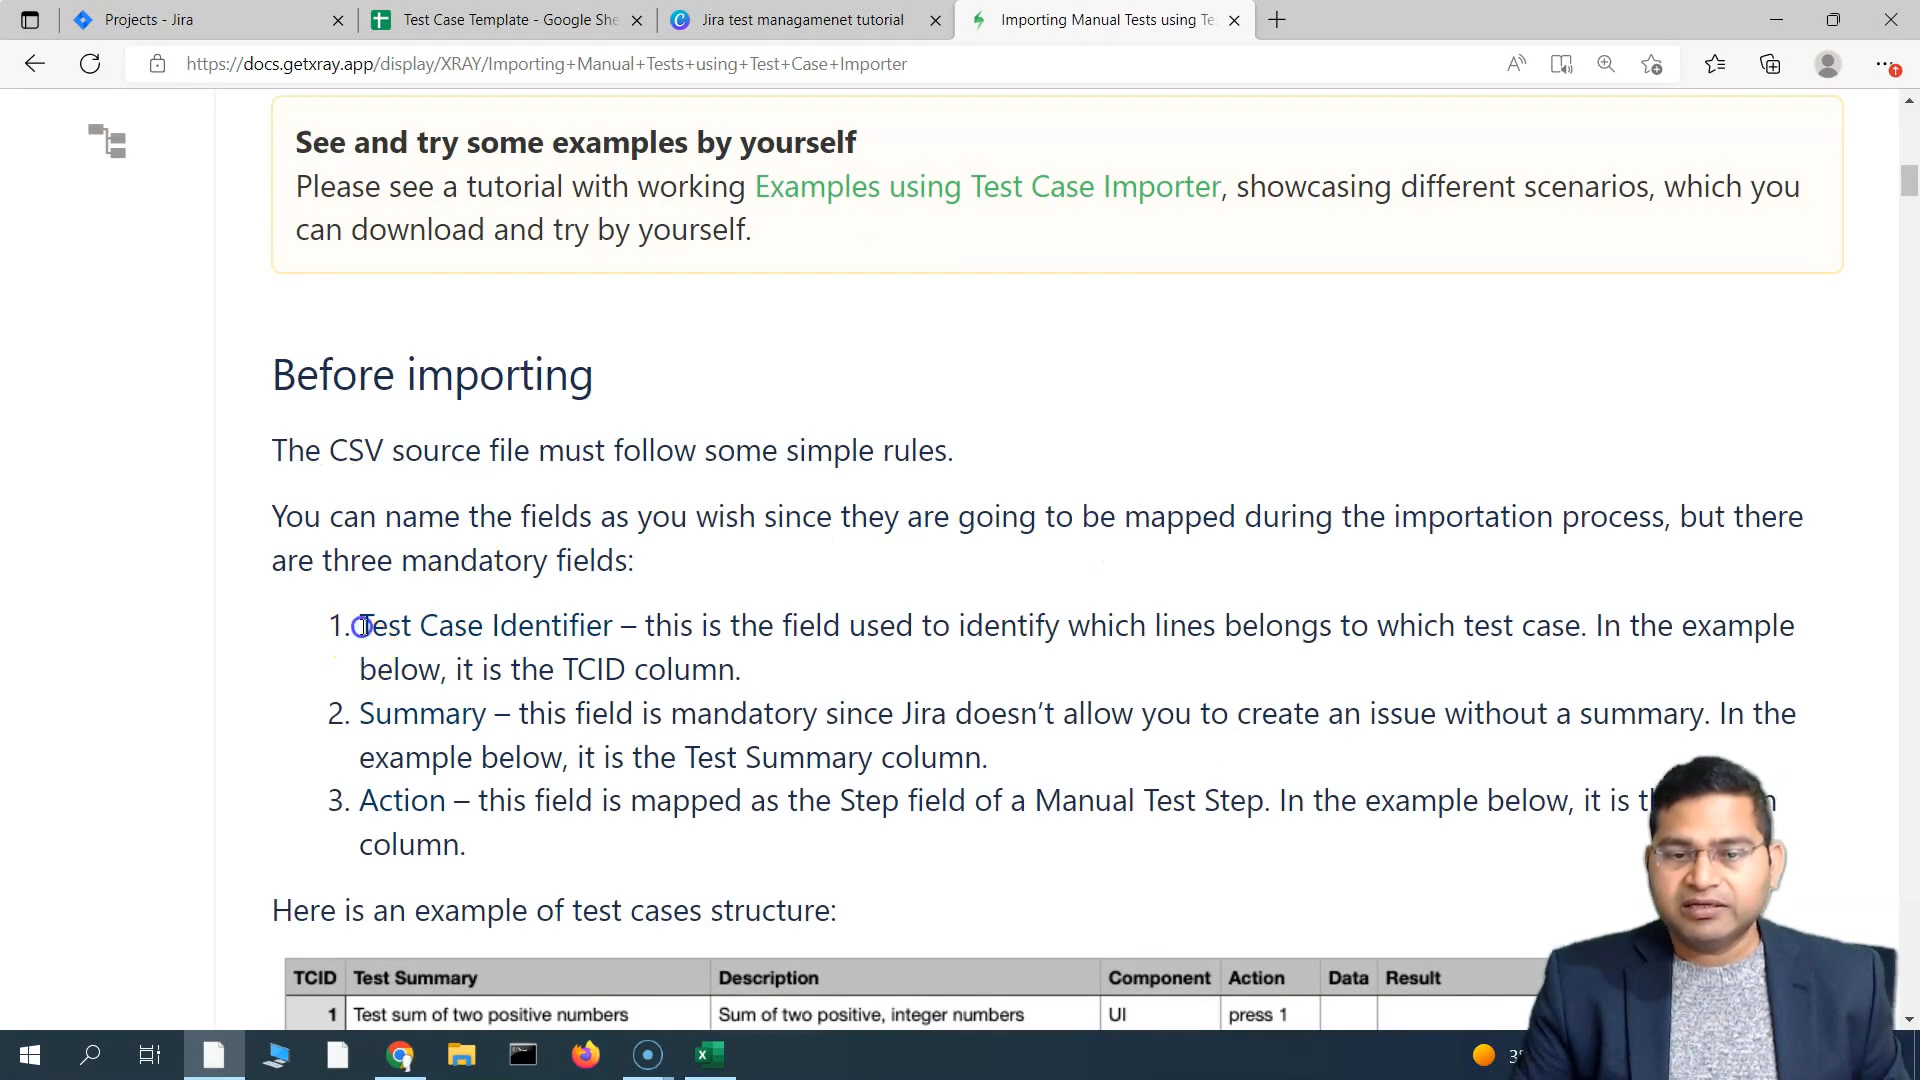 Projects - Jira
Test Case Template - Google She
Jira test managamenet tutorial
Importing Manual Tests using Te
https://docs.getxray.app/display/XRAY/Importing+Manual+Tests+using+Test+Case+Importer
See and try some examples by yourself
Please see a tutorial with working Examples using Test Case Importer, showcasing different scenarios, which you
can download and try by yourself.
Before importing
The CSV source file must follow some simple rules.
You can name the fields as you wish since they are going to be mapped during the importation process, but there
are three mandatory fields:
1. Test Case Identifier – this is the field used to identify which lines belongs to which test case. In the example
below, it is the TCID column.
2. Summary – this field is mandatory since Jira doesn't allow you to create an issue without a summary. In the
example below, it is the Test Summary column.
3. Action – this field is mapped as the Step field of a Manual Test Step. In the example below, it is
column.
Here is an example of test cases structure:
TCID Test Summary Description Component Action Data Result
1 Test sum of two positive numbers Sum of two positive, integer numbers UI press 1